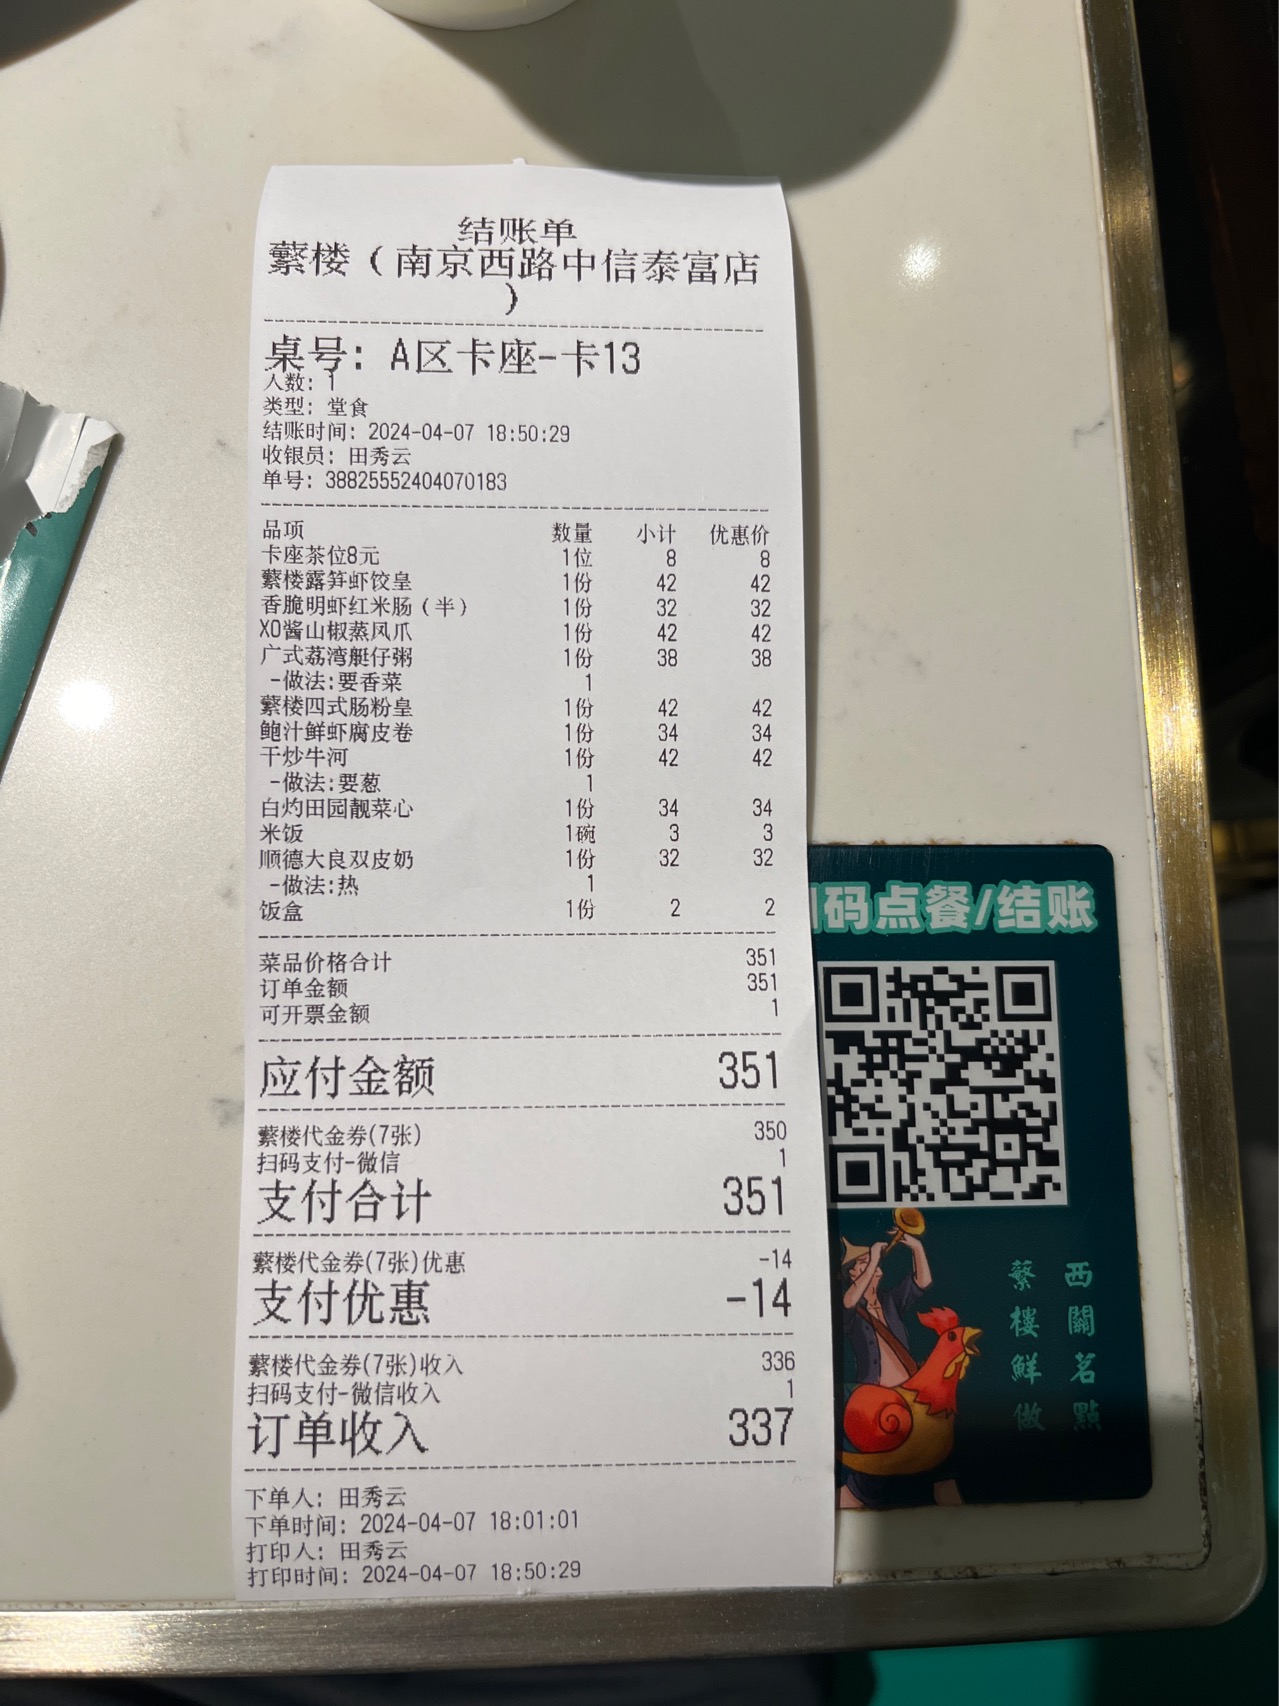 结账单
蘩楼（南京西路中信泰富店
）
桌号：A区卡座-卡13
人数：1
类型：堂食
结账时间：2024-04-07 18:50:29
收银员：田秀云
单号：38825552404070183
品项 数量 小计 优惠价
卡座茶位8元 1位 8 8
蘩楼露笋虾饺皇 1份 42 42
香脆明虾红米肠（半） 1份 32 32
XO酱山椒蒸凤爪 1份 42 42
广式荔湾艇仔粥 1份 38 38
-做法:要香菜 1
蘩楼四式肠粉皇 1份 42 42
鲍汁鲜虾腐皮卷 1份 34 34
干炒牛河 1份 42 42
-做法:要葱 1
白灼田园靓菜心 1份 34 34
米饭 1碗 3 3
顺德大良双皮奶 1份 32 32
-做法:热 1
饭盒 1份 2 2
菜品价格合计 351
订单金额 351
可开票金额 1
应付金额 351
蘩楼代金券(7张) 350
扫码支付-微信 1
支付合计 351
蘩楼代金券(7张)优惠 -14
支付优惠 -14
蘩楼代金券(7张)收入 336
扫码支付-微信收入 1
订单收入 337
下单人：田秀云
下单时间：2024-04-07 18:01:01
打印人：田秀云
打印时间：2024-04-07 18:50:29
码点餐/结账
西關茗點
蘩樓鮮做